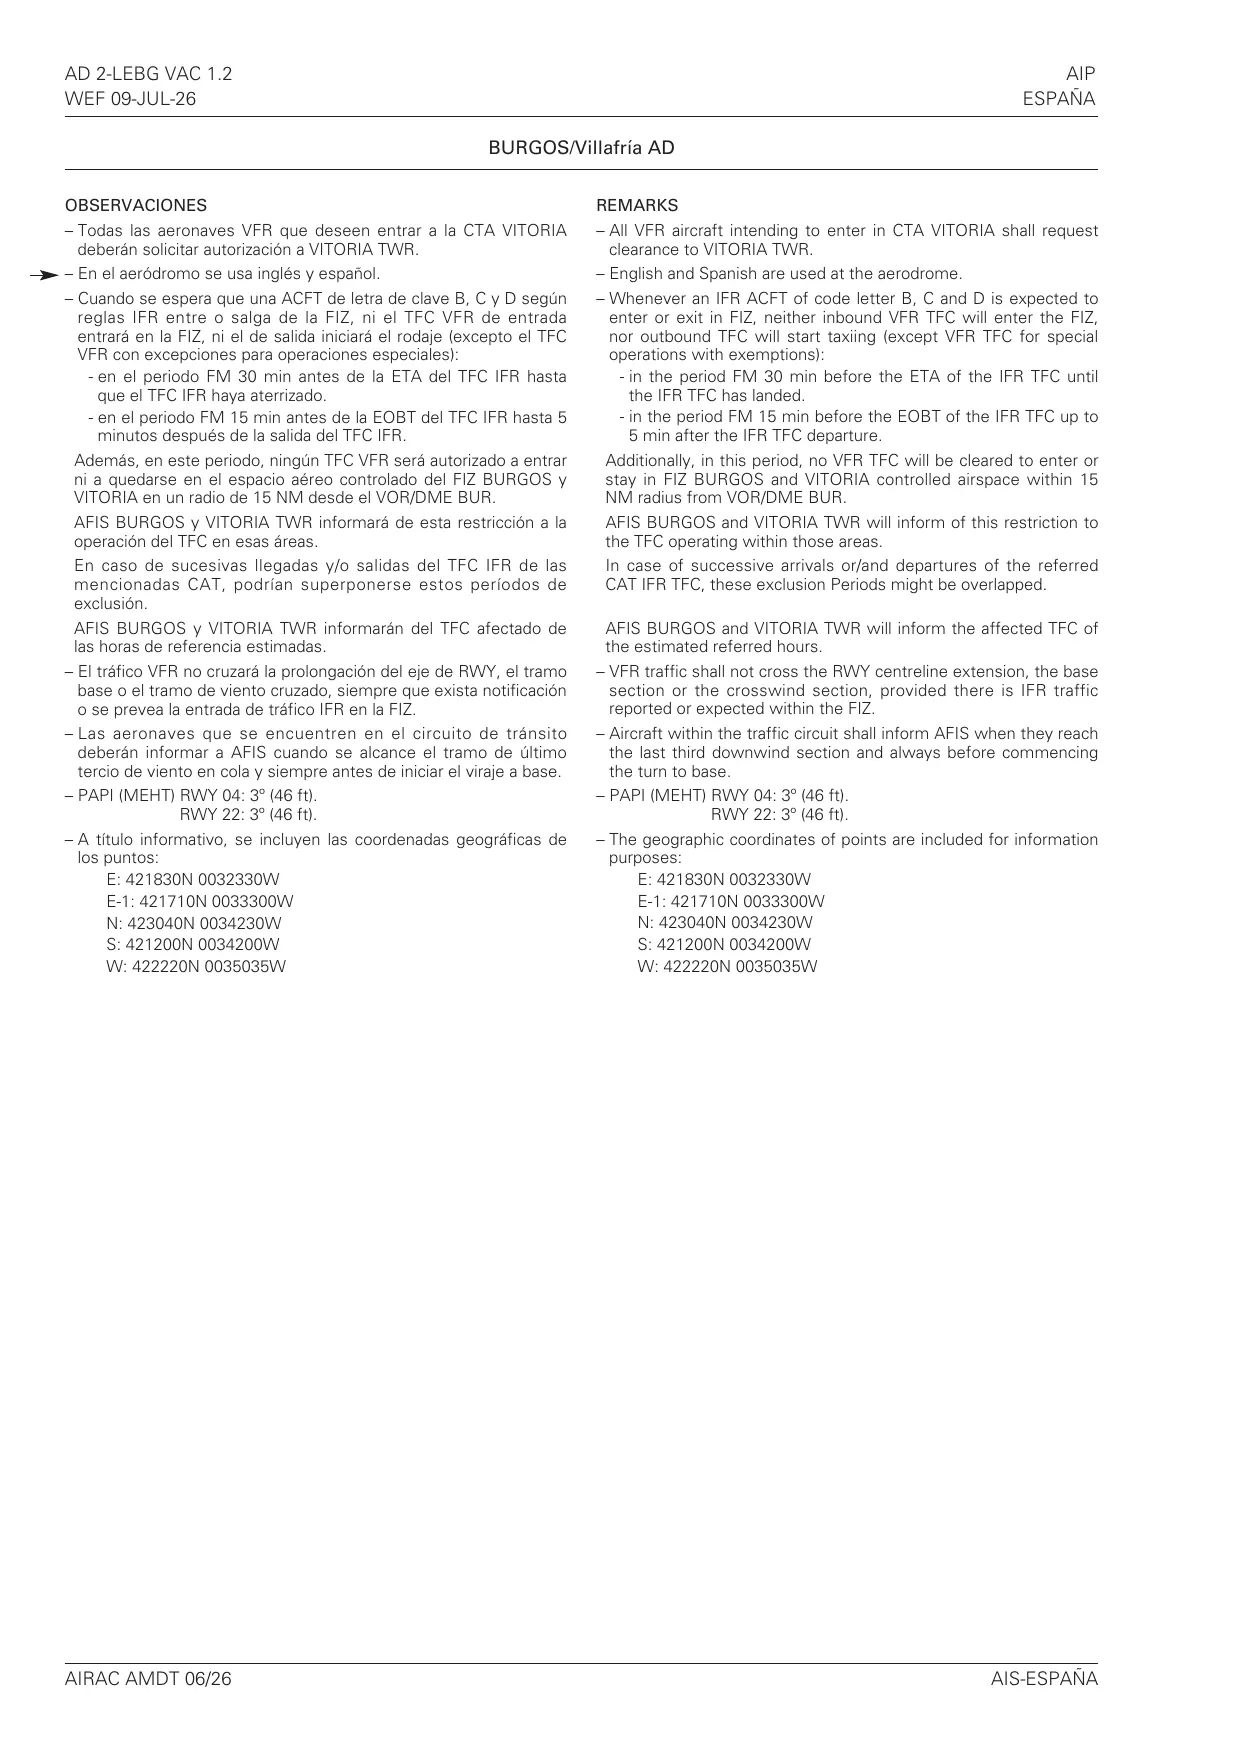 AD 2-LEBG VAC 1.2
WEF 09-JUL-26
AIP
ESPAÑA
BURGOS/Villafría AD
OBSERVACIONES
– Todas las aeronaves VFR que deseen entrar a la CTA VITORIA
deberán solicitar autorización a VITORIA TWR.
– En el aeródromo se usa inglés y español.
– Cuando se espera que una ACFT de letra de clave B, C y D según
reglas IFR entre o salga de la FIZ, ni el TFC VFR de entrada
entrará en la FIZ, ni el de salida iniciará el rodaje (excepto el TFC
VFR con excepciones para operaciones especiales):
- en el periodo FM 30 min antes de la ETA del TFC IFR hasta
que el TFC IFR haya aterrizado.
- en el periodo FM 15 min antes de la EOBT del TFC IFR hasta 5
minutos después de la salida del TFC IFR.
Además, en este periodo, ningún TFC VFR será autorizado a entrar
ni a quedarse en el espacio aéreo controlado del FIZ BURGOS y
VITORIA en un radio de 15 NM desde el VOR/DME BUR.
AFIS BURGOS y VITORIA TWR informará de esta restricción a la
operación del TFC en esas áreas.
En caso de sucesivas llegadas y/o salidas del TFC IFR de las
mencionadas CAT, podrían superponerse estos períodos de
exclusión.
AFIS BURGOS y VITORIA TWR informarán del TFC afectado de
las horas de referencia estimadas.
– El tráfico VFR no cruzará la prolongación del eje de RWY, el tramo
base o el tramo de viento cruzado, siempre que exista notificación
o se prevea la entrada de tráfico IFR en la FIZ.
– Las aeronaves que se encuentren en el circuito de tránsito
deberán informar a AFIS cuando se alcance el tramo de último
tercio de viento en cola y siempre antes de iniciar el viraje a base.
– PAPI (MEHT) RWY 04: 3º (46 ft).
RWY 22: 3º (46 ft).
– A título informativo, se incluyen las coordenadas geográficas de
los puntos:
E: 421830N 0032330W
E-1: 421710N 0033300W
N: 423040N 0034230W
S: 421200N 0034200W
W: 422220N 0035035W
REMARKS
– All VFR aircraft intending to enter in CTA VITORIA shall request
clearance to VITORIA TWR.
– English and Spanish are used at the aerodrome.
– Whenever an IFR ACFT of code letter B, C and D is expected to
enter or exit in FIZ, neither inbound VFR TFC will enter the FIZ,
nor outbound TFC will start taxiing (except VFR TFC for special
operations with exemptions):
- in the period FM 30 min before the ETA of the IFR TFC until
the IFR TFC has landed.
- in the period FM 15 min before the EOBT of the IFR TFC up to
5 min after the IFR TFC departure.
Additionally, in this period, no VFR TFC will be cleared to enter or
stay in FIZ BURGOS and VITORIA controlled airspace within 15
NM radius from VOR/DME BUR.
AFIS BURGOS and VITORIA TWR will inform of this restriction to
the TFC operating within those areas.
In case of successive arrivals or/and departures of the referred
CAT IFR TFC, these exclusion Periods might be overlapped.
AFIS BURGOS and VITORIA TWR will inform the affected TFC of
the estimated referred hours.
– VFR traffic shall not cross the RWY centreline extension, the base
section or the crosswind section, provided there is IFR traffic
reported or expected within the FIZ.
– Aircraft within the traffic circuit shall inform AFIS when they reach
the last third downwind section and always before commencing
the turn to base.
– PAPI (MEHT) RWY 04: 3º (46 ft).
RWY 22: 3º (46 ft).
– The geographic coordinates of points are included for information
purposes:
E: 421830N 0032330W
E-1: 421710N 0033300W
N: 423040N 0034230W
S: 421200N 0034200W
W: 422220N 0035035W
AIRAC AMDT 06/26
AIS-ESPAÑA